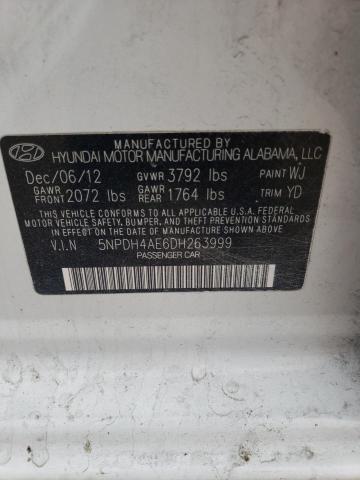 MANUFACTURED BY
HYUNDAI MOTOR MANUFACTURING ALABAMA, LLC
Dec/06/12 GVWR 3792 lbs PAINT WJ
GAWR FRONT 2072 lbs GAWR REAR 1764 lbs TRIM YD
THIS VEHICLE CONFORMS TO ALL APPLICABLE U.S. FEDERAL
MOTOR VEHICLE SAFETY, BUMPER, AND THEFT PREVENTION STANDARDS
IN EFFECT ON THE DATE OF MANUFACTURE SHOWN ABOVE.
V.I.N 5NPDH4AE6DH263999
PASSENGER CAR